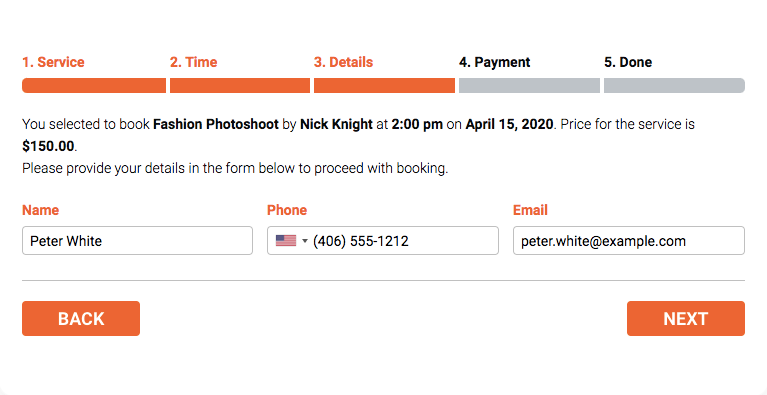 1. Service 2. Time 3. Details 4. Payment 5. Done
You selected to book Fashion Photoshoot by Nick Knight at 2:00 pm on April 15, 2020. Price for the service is
$150.00.
Please provide your details in the form below to proceed with booking.
Name Phone Email
Peter White (406) 555-1212 peter.white@example.com
BACK NEXT